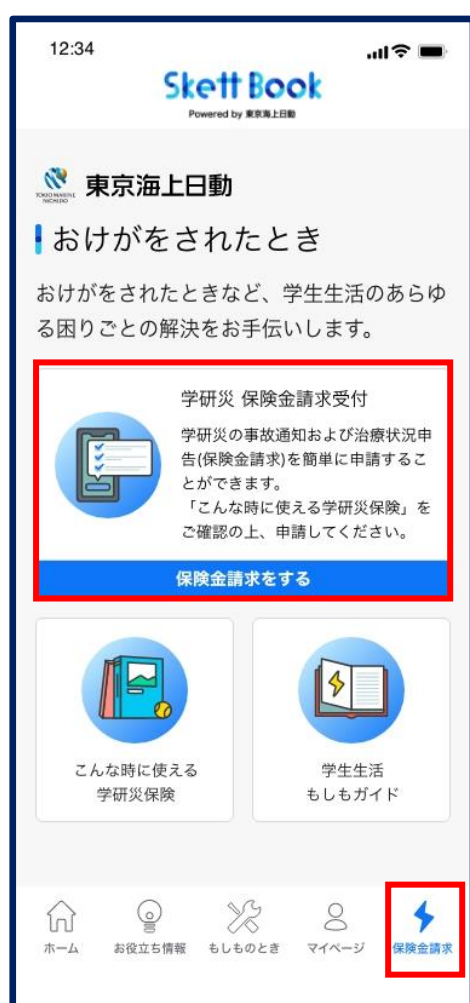 12:34
Skett Book
Powered by 東京海上日動
TOKIO MARINE
NICHIDO
東京海上日動
おけがをされたとき
おけがをされたときなど、学生生活のあらゆ
る困りごとの解決をお手伝いします。
学研災 保険金請求受付
学研災の事故通知および治療状況申
告(保険金請求)を簡単に申請するこ
とができます。
「こんな時に使える学研災保険」を
ご確認の上、申請してください。
保険金請求をする
こんな時に使える
学研災保険
学生生活
もしもガイド
ホーム
お役立ち情報
もしものとき
マイページ
保険金請求